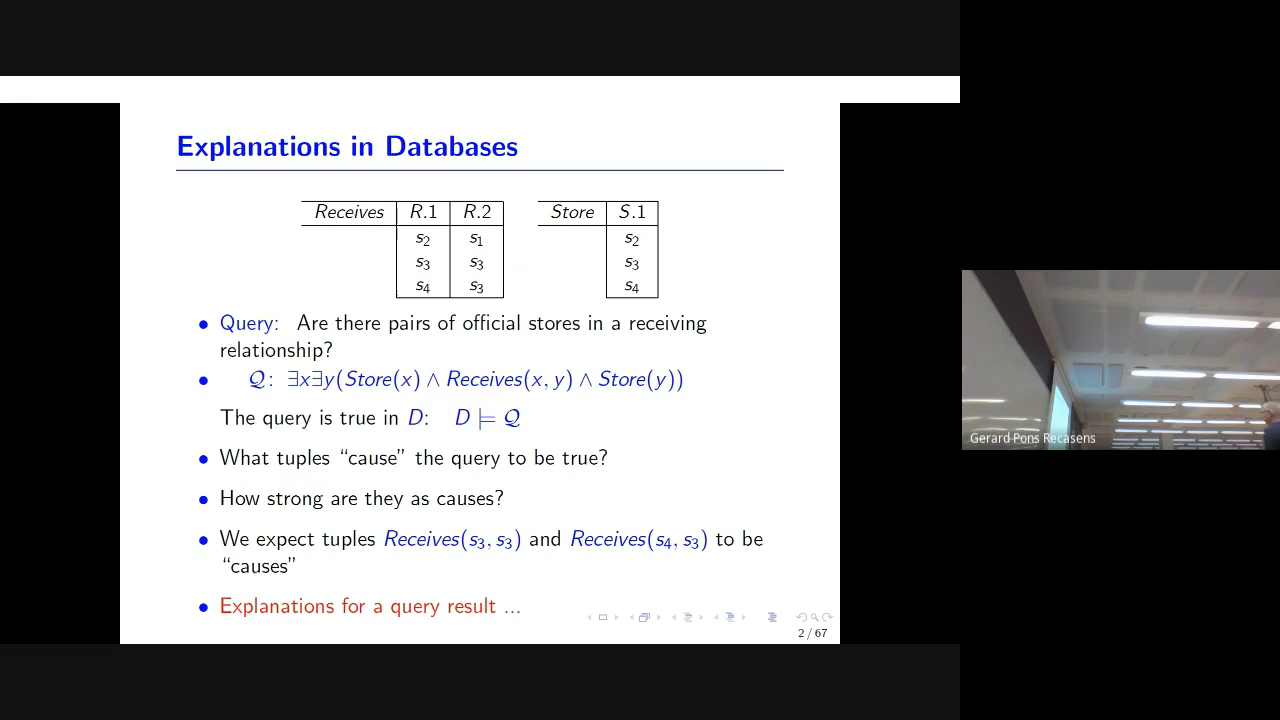 Explanations in Databases
Receives R.1 R.2 Store S.1
s₂ s₁ s₂
s₃ s₃ s₃
s₄ s₃ s₄
• Query: Are there pairs of official stores in a receiving
relationship?
• 𝒬: ∃x∃y(Store(x) ∧ Receives(x, y) ∧ Store(y))
The query is true in D: D ⊨ 𝒬
• What tuples “cause” the query to be true?
• How strong are they as causes?
• We expect tuples Receives(s₃, s₃) and Receives(s₄, s₃) to be
“causes”
• Explanations for a query result ...
2 / 67
Gerard Pons Recasens